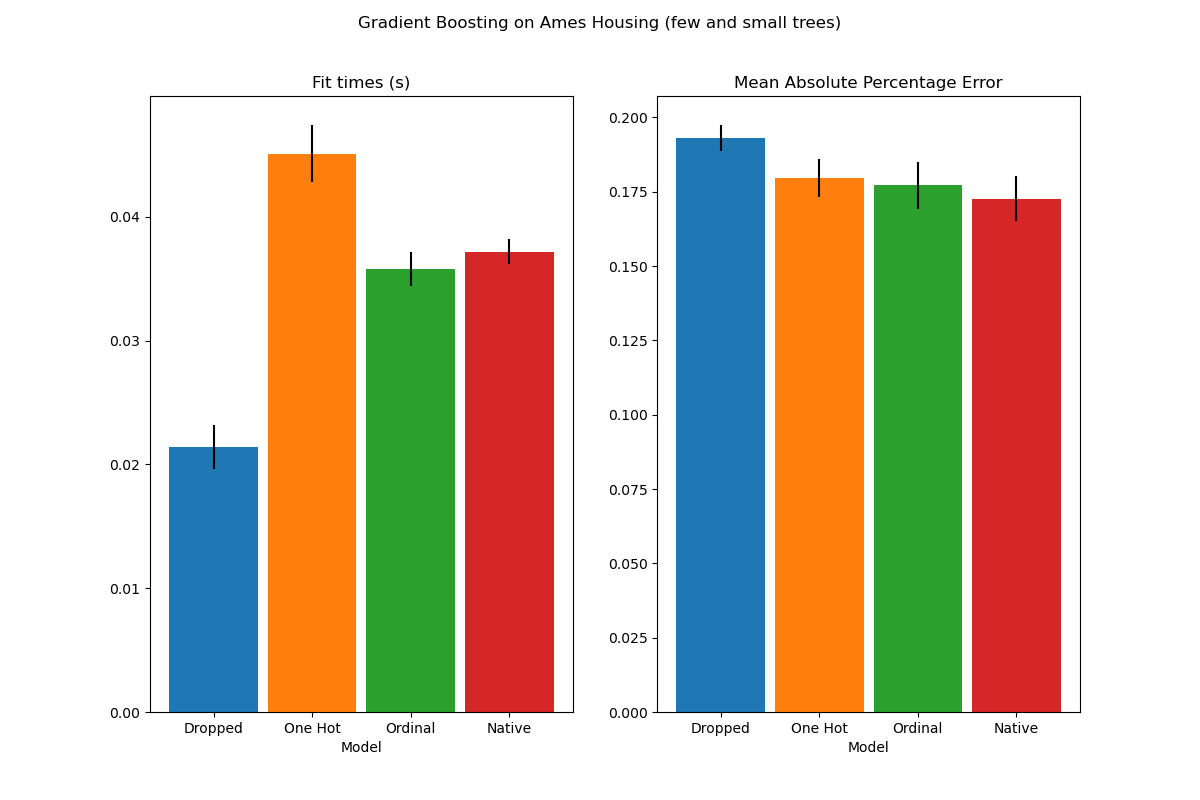 Gradient Boosting on Ames Housing (few and small trees)
Fit times (s)
0.04
0.03
0.02
0.01
0.00
Dropped One Hot Ordinal Native
Model
Mean Absolute Percentage Error
0.200
0.175
0.150
0.125
0.100
0.075
0.050
0.025
0.000
Dropped One Hot Ordinal Native
Model